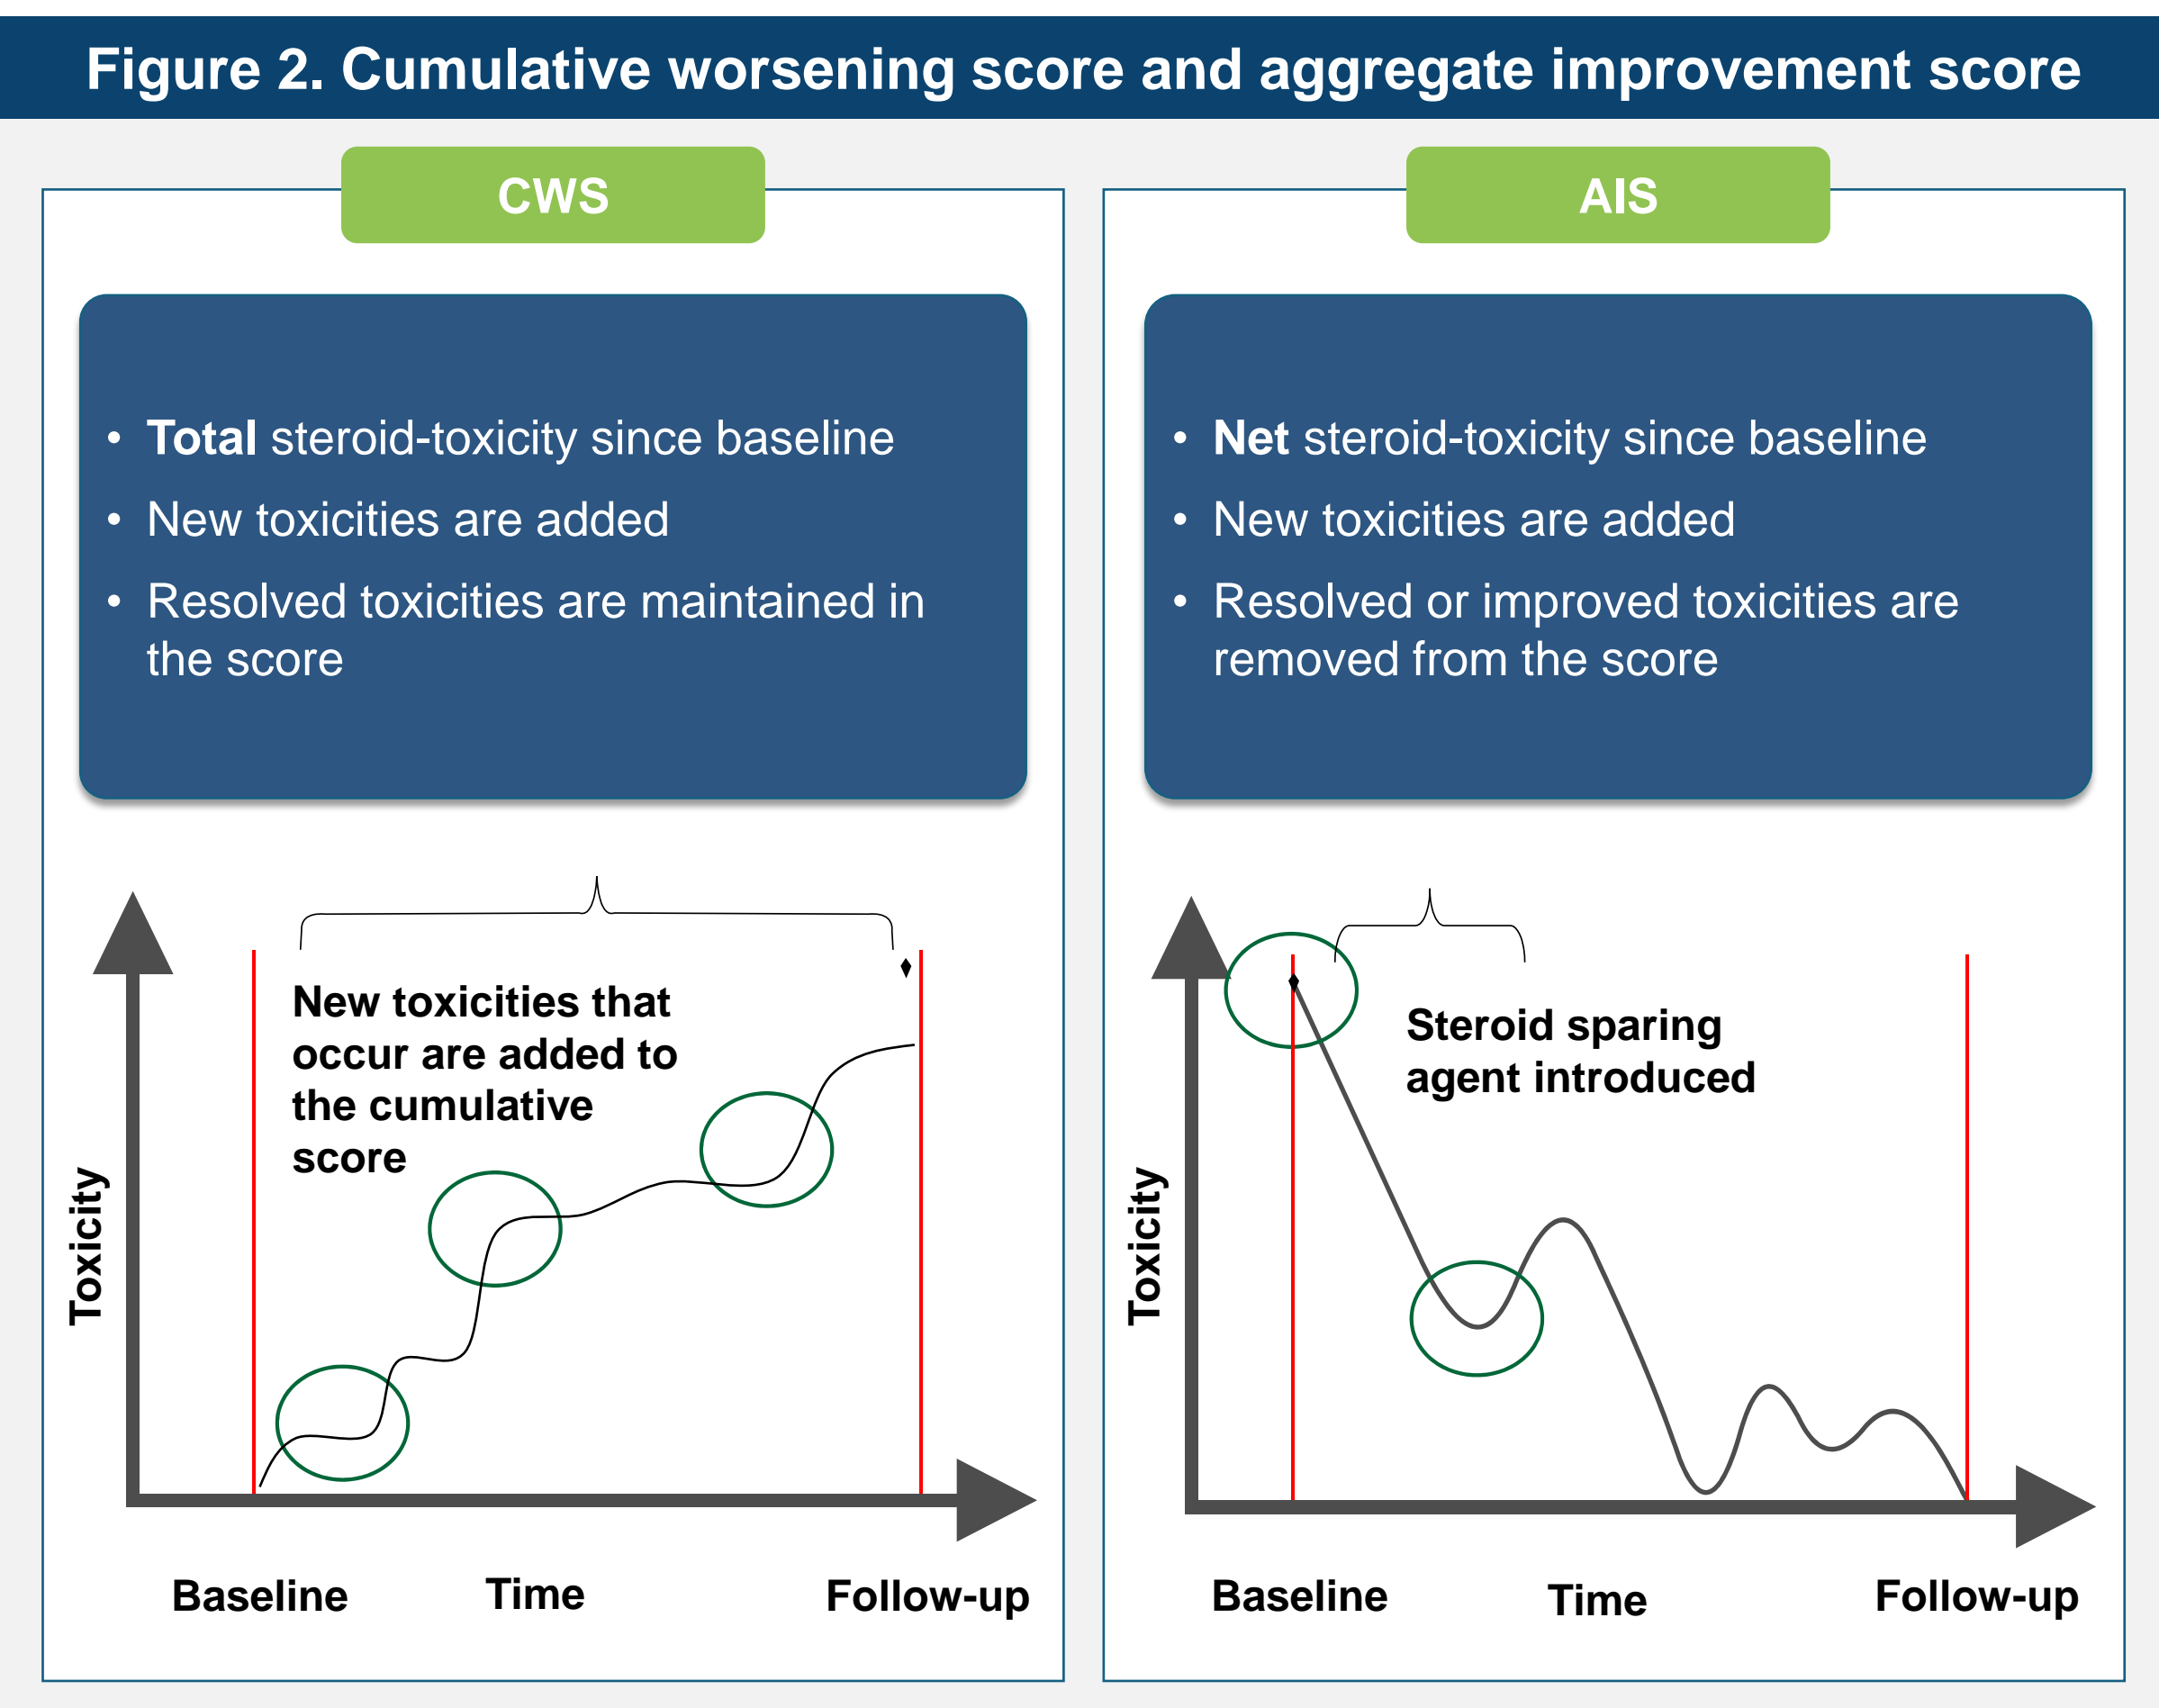 Figure 2. Cumulative worsening score and aggregate improvement score
CWS
• Total steroid-toxicity since baseline
• New toxicities are added
• Resolved toxicities are maintained in
the score
New toxicities that
occur are added to
the cumulative
score
Toxicity
Baseline
Time
Follow-up
AIS
• Net steroid-toxicity since baseline
• New toxicities are added
• Resolved or improved toxicities are
removed from the score
Steroid sparing
agent introduced
Toxicity
Baseline
Time
Follow-up